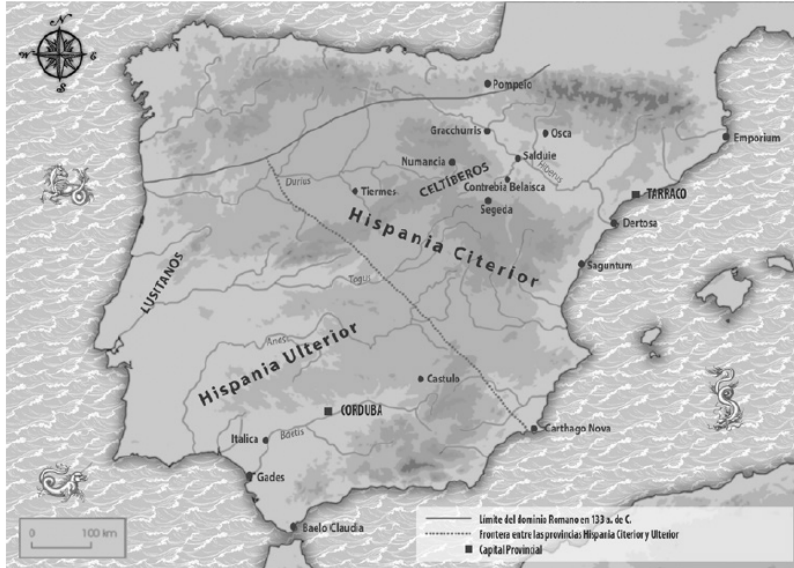 N
W
E
S
Pompelo
Gracchurris
Osca
Emporium
Salduie
Hiberus
Numancia
CELTÍBEROS
Contrebia Belaisca
Durius
Tiermes
Segeda
TARRACO
Dertosa
Hispania Citerior
Saguntum
LUSITANOS
Tagus
Anas
Hispania Ulterior
Castulo
CORDUBA
Carthago Nova
Italica
Baetis
Gades
Baelo Claudia
0 100 km
Límite del dominio Romano en 133 a. de C.
Frontera entre las provincias Hispania Citerior y Ulterior
Capital Provincial